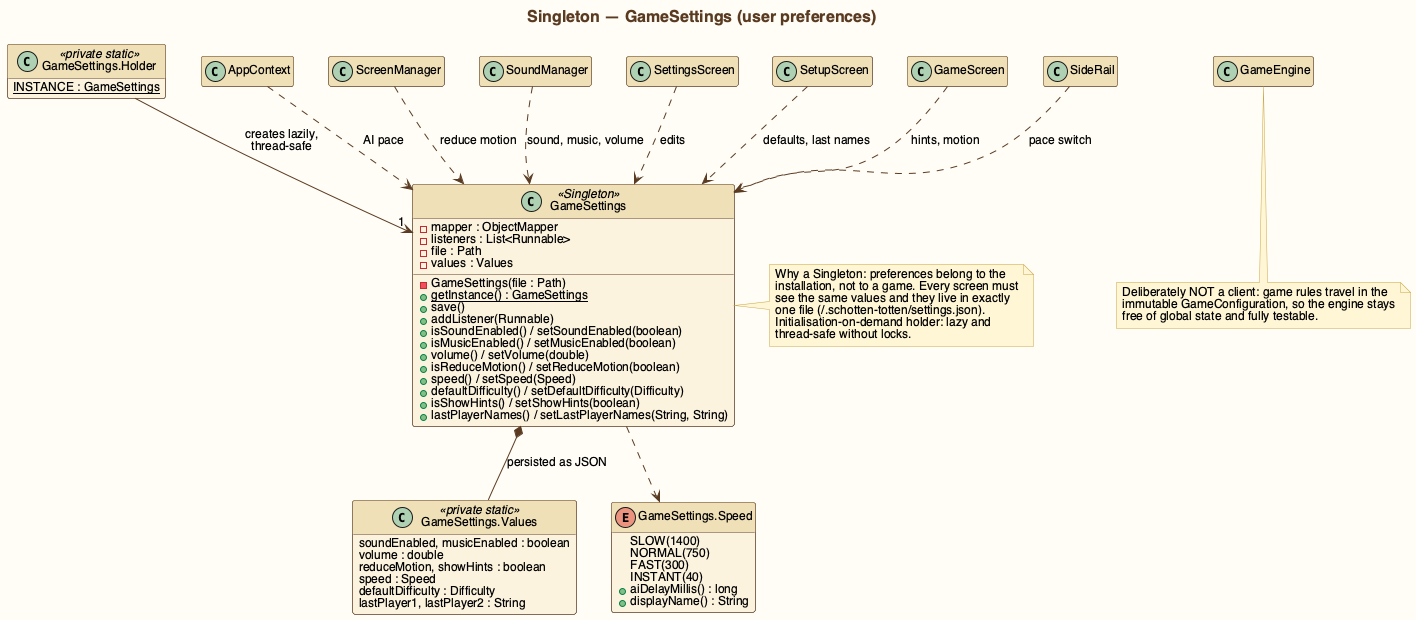 Singleton — GameSettings (user preferences)
«private static»
GameSettings.Holder
INSTANCE : GameSettings
C
C
AppContext
C
ScreenManager
C
SoundManager
C
SettingsScreen
C
SetupScreen
C
GameScreen
C
SideRail
C
GameEngine
creates lazily,
thread-safe
AI pace
reduce motion
sound, music, volume
edits
defaults, last names
hints, motion
pace switch
1
C
«Singleton»
GameSettings
mapper : ObjectMapper
listeners : List<Runnable>
file : Path
values : Values
GameSettings(file : Path)
getInstance() : GameSettings
save()
addListener(Runnable)
isSoundEnabled() / setSoundEnabled(boolean)
isMusicEnabled() / setMusicEnabled(boolean)
volume() / setVolume(double)
isReduceMotion() / setReduceMotion(boolean)
speed() / setSpeed(Speed)
defaultDifficulty() / setDefaultDifficulty(Difficulty)
isShowHints() / setShowHints(boolean)
lastPlayerNames() / setLastPlayerNames(String, String)
Why a Singleton: preferences belong to the
installation, not to a game. Every screen must
see the same values and they live in exactly
one file (/.schotten-totten/settings.json).
Initialisation-on-demand holder: lazy and
thread-safe without locks.
Deliberately NOT a client: game rules travel in the
immutable GameConfiguration, so the engine stays
free of global state and fully testable.
persisted as JSON
C
«private static»
GameSettings.Values
soundEnabled, musicEnabled : boolean
volume : double
reduceMotion, showHints : boolean
speed : Speed
defaultDifficulty : Difficulty
lastPlayer1, lastPlayer2 : String
E
GameSettings.Speed
SLOW(1400)
NORMAL(750)
FAST(300)
INSTANT(40)
aiDelayMillis() : long
displayName() : String